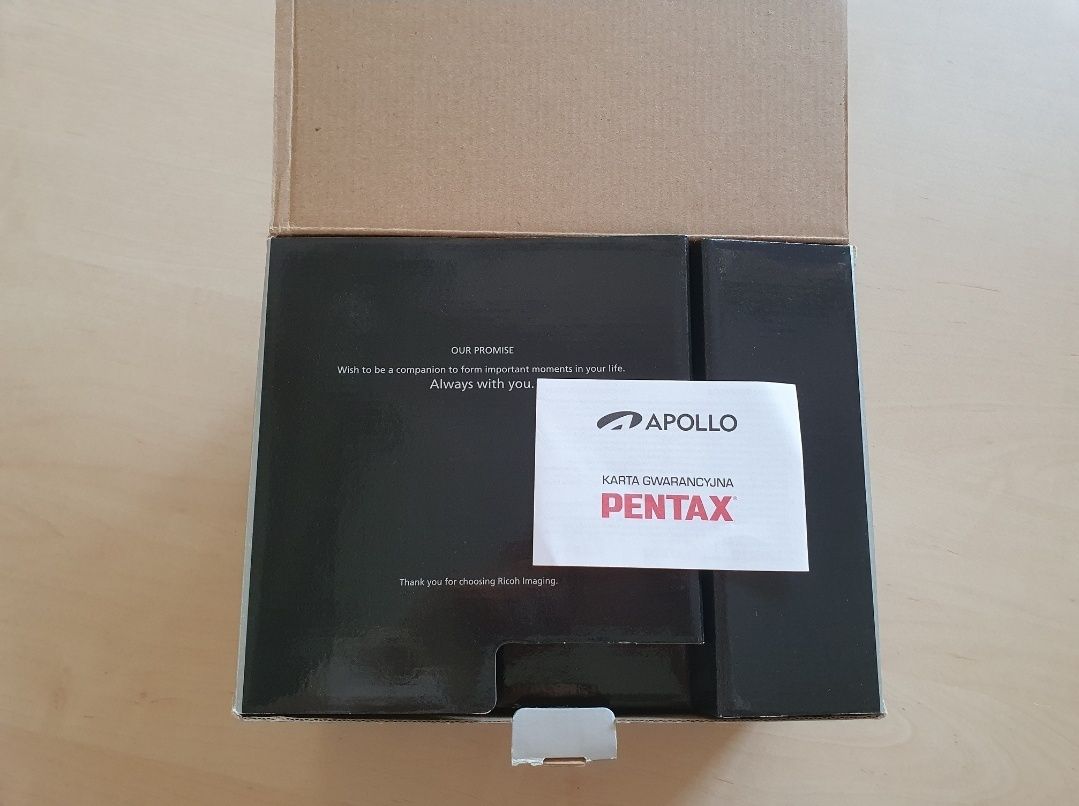 OUR PROMISE
Wish to be a companion to form important moments in your life.
Always with you.
APOLLO
KARTA GWARANCYJNA
PENTAX
Thank you for choosing Ricoh Imaging.